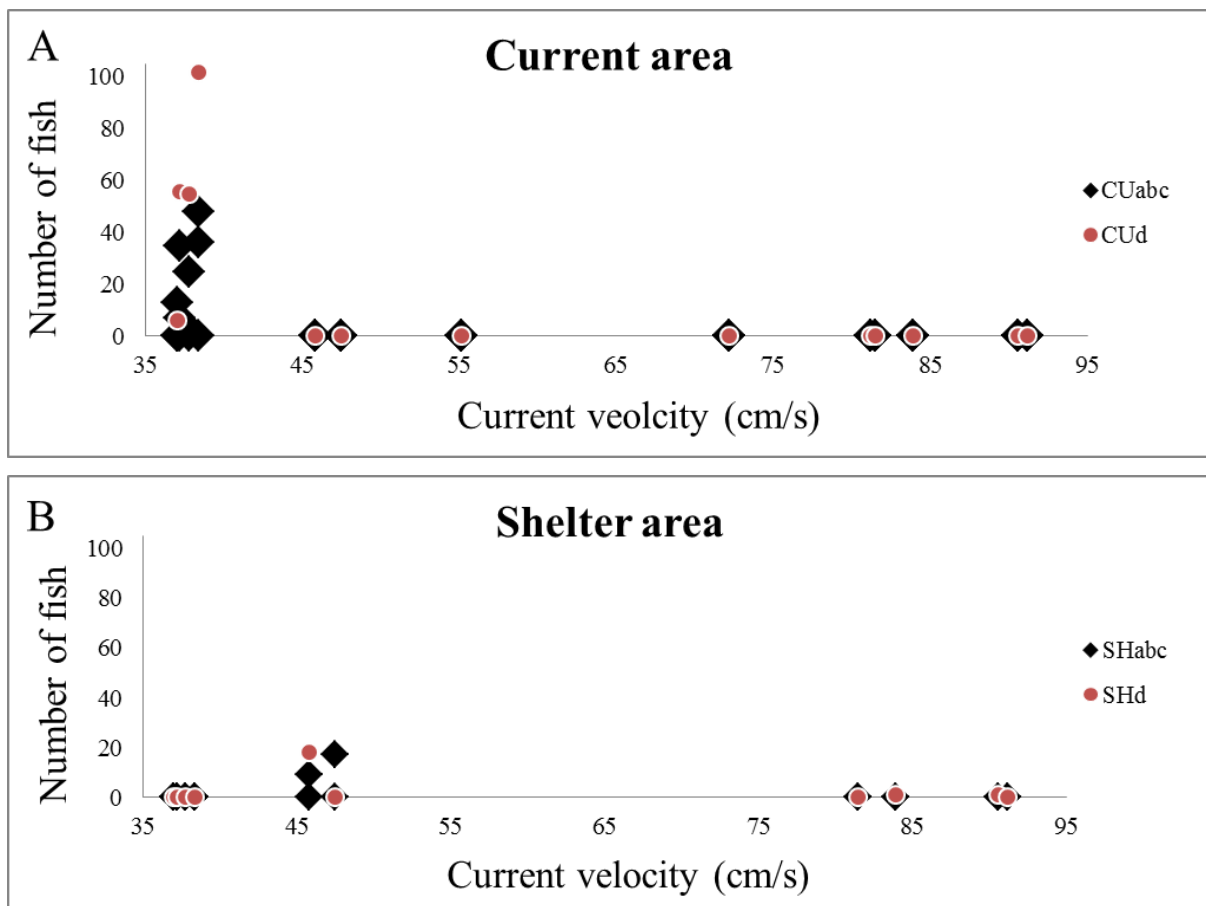 A
Current area
Number of fish
100
80
60
40
20
0
35
45
55
65
75
85
95
Current veolcity (cm/s)
CUabc
CUd
B
Shelter area
Number of fish
100
80
60
40
20
0
35
45
55
65
75
85
95
Current velocity (cm/s)
SHabc
SHd